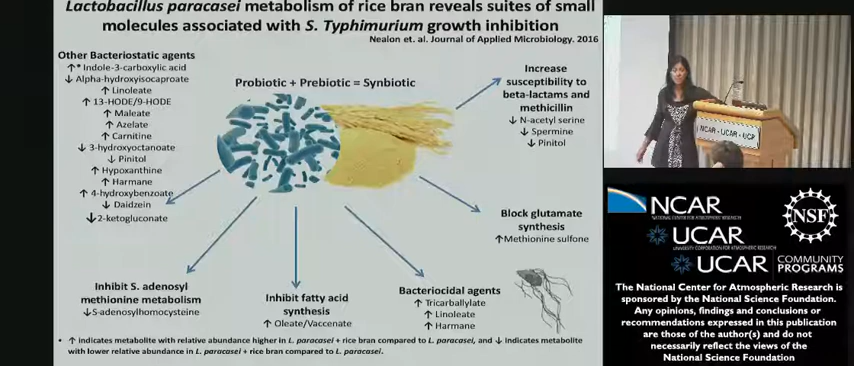 Lactobacillus paracasei metabolism of rice bran reveals suites of small
molecules associated with S. Typhimurium growth inhibition
Nealon et. al. Journal of Applied Microbiology. 2016
Other Bacteriostatic agents
↑* Indole-3-carboxylic acid
↓ Alpha-hydroxyisocaproate
↑ Linoleate
↑ 13-HODE/9-HODE
↑ Maleate
↑ Azelate
↑ Carnitine
↓ 3-hydroxyoctanoate
↓ Pinitol
↑ Hypoxanthine
↑ Harmane
↑ 4-hydroxybenzoate
↓ Daidzein
↓2-ketogluconate
Probiotic + Prebiotic = Synbiotic
Increase
susceptibility to
beta-lactams and
methicillin
↓ N-acetyl serine
↓ Spermine
↓ Pinitol
Block glutamate
synthesis
↑Methionine sulfone
Inhibit S. adenosyl
methionine metabolism
↓S-adenosylhomocysteine
Inhibit fatty acid
synthesis
↑ Oleate/Vaccenate
Bacteriocidal agents
↑ Tricarballylate
↑ Linoleate
↑ Harmane
• ↑ indicates metabolite with relative abundance higher in L. paracasei + rice bran compared to L. paracasei, and ↓ indicates metabolite
with lower relative abundance in L. paracasei + rice bran compared to L. paracasei.
NCAR - UCAR - UCP
NCAR
NATIONAL CENTER FOR ATMOSPHERIC RESEARCH
NSF
UCAR
UNIVERSITY CORPORATION FOR ATMOSPHERIC RESEARCH
UCAR
COMMUNITY
PROGRAMS
The National Center for Atmospheric Research is
sponsored by the National Science Foundation.
Any opinions, findings and conclusions or
recommendations expressed in this publication
are those of the author(s) and do not
necessarily reflect the views of the
National Science Foundation